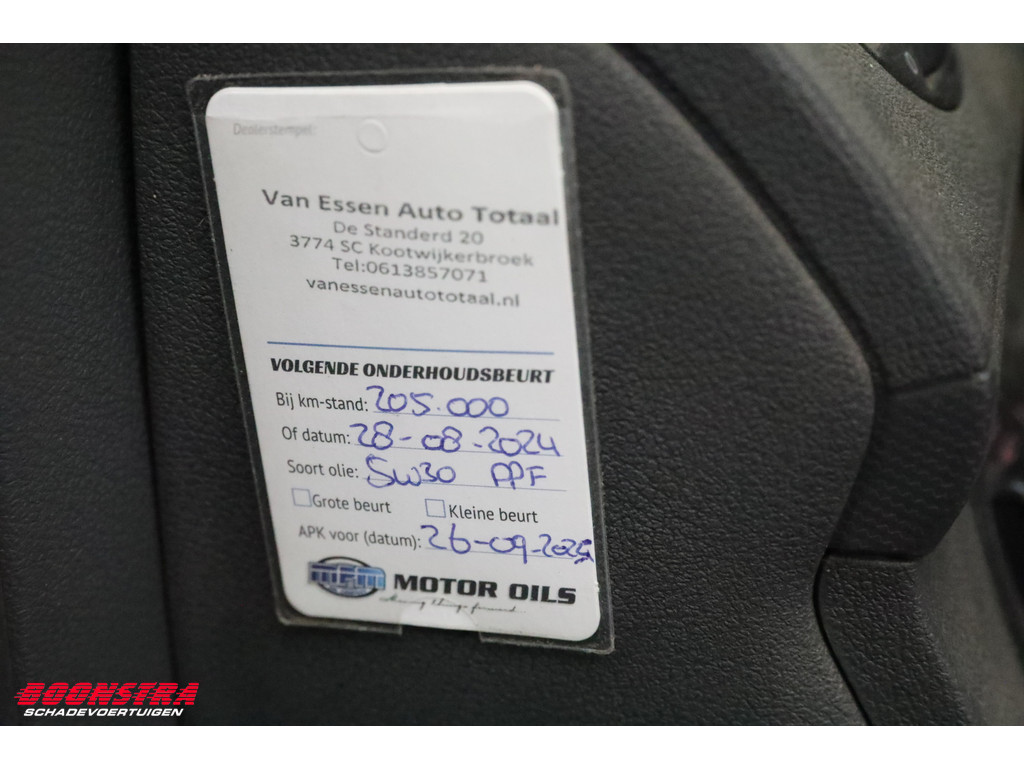 Dealerstempel:
Van Essen Auto Totaal
De Standerd 20
3774 SC Kootwijkerbroek
Tel:0613857071
vanessenautototaal.nl
VOLGENDE ONDERHOUDSBEURT
Bij km-stand: 205.000
Of datum: 28-08-2024
Soort olie: 5W30 PPF
Grote beurt Kleine beurt
APK voor (datum): 26-09-
MOTOR OILS
BOONSTRA
SCHADEVOERTUIGEN